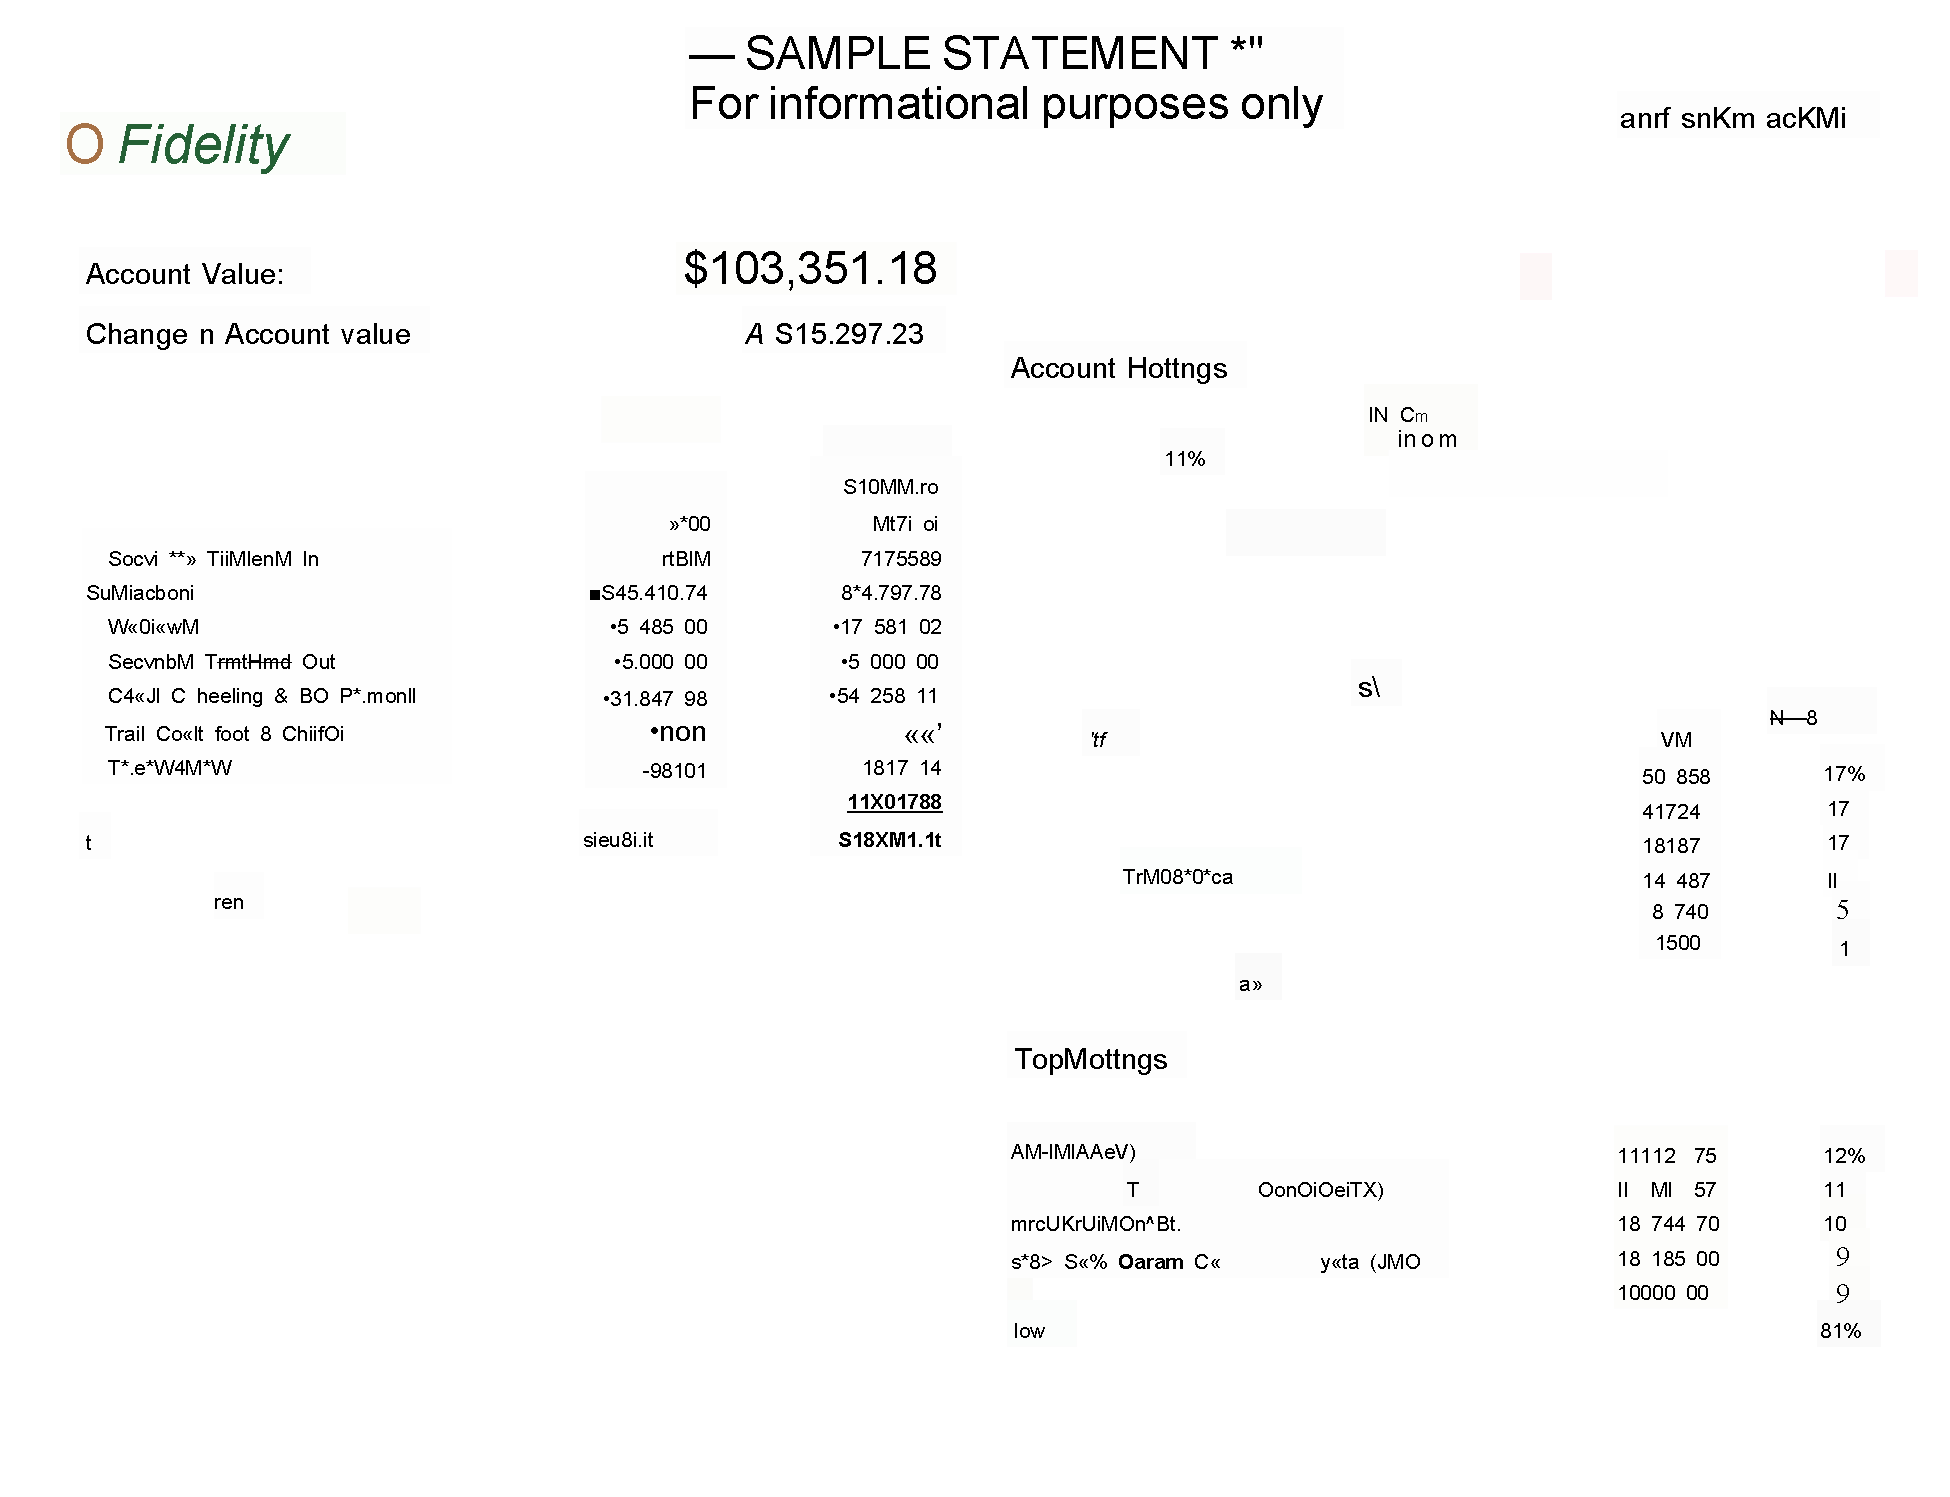 — SAMPLE STATEMENT *"
For informational purposes only
anrf snKm acKMi
O Fidelity
Account Value: $103,351.18
Change n Account value A S15.297.23
Account Hottngs
IN Cm
inom
11%
S10MM.ro
»*00 Mt7i oi
Socvi **» TiiMlenM In rtBIM 7175589
SuMiacboni ■S45.410.74 8*4.797.78
W«0i«wM •5 485 00 •17 581 02
SecvnbM TrmtHmd Out •5.000 00 •5 000 00
C4«JI C heeling & BO P*.monll •31.847 98 •54 258 11
Trail Co«It foot 8 ChiifOi •non ««’
T*.e*W4M*W -98101 1817 14
11X01788
t sieu8i.it S18XM1.1t
ren
s\
'tf
N—8
VM
50 858 17%
41724 17
18187 17
TrM08*0*ca
14 487 II
8 740 5
1500 1
a»
TopMottngs
AM-IMIAAeV) 11112 75 12%
T OonOiOeiTX) II MI 57 11
mrcUKrUiMOn^Bt. 18 744 70 10
s*8> S«% Oaram C« y«ta (JMO 18 185 00 9
10000 00 9
low 81%